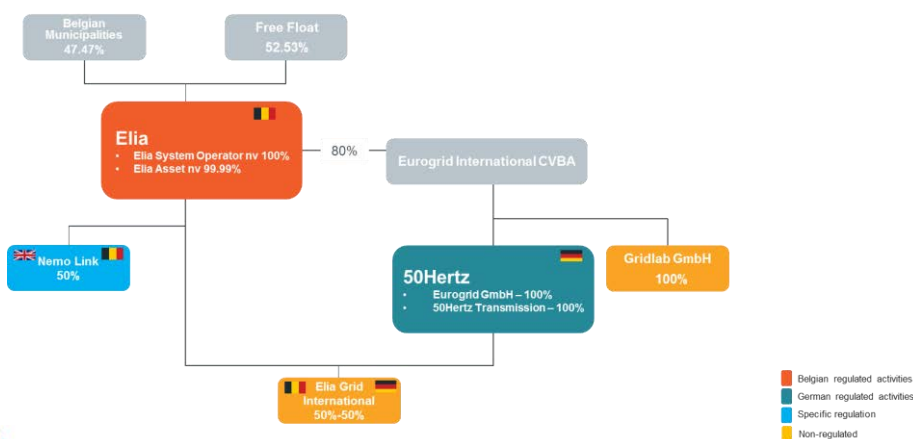 Belgian
Municipalities
47.47%
Free Float
52.53%
Elia
• Elia System Operator nv 100%
• Elia Asset nv 99.99%
80%
Eurogrid International CVBA
Nemo Link
50%
50Hertz
• Eurogrid GmbH – 100%
• 50Hertz Transmission – 100%
Gridlab GmbH
100%
Elia Grid
International
50%-50%
Belgian regulated activities
German regulated activities
Specific regulation
Non-regulated